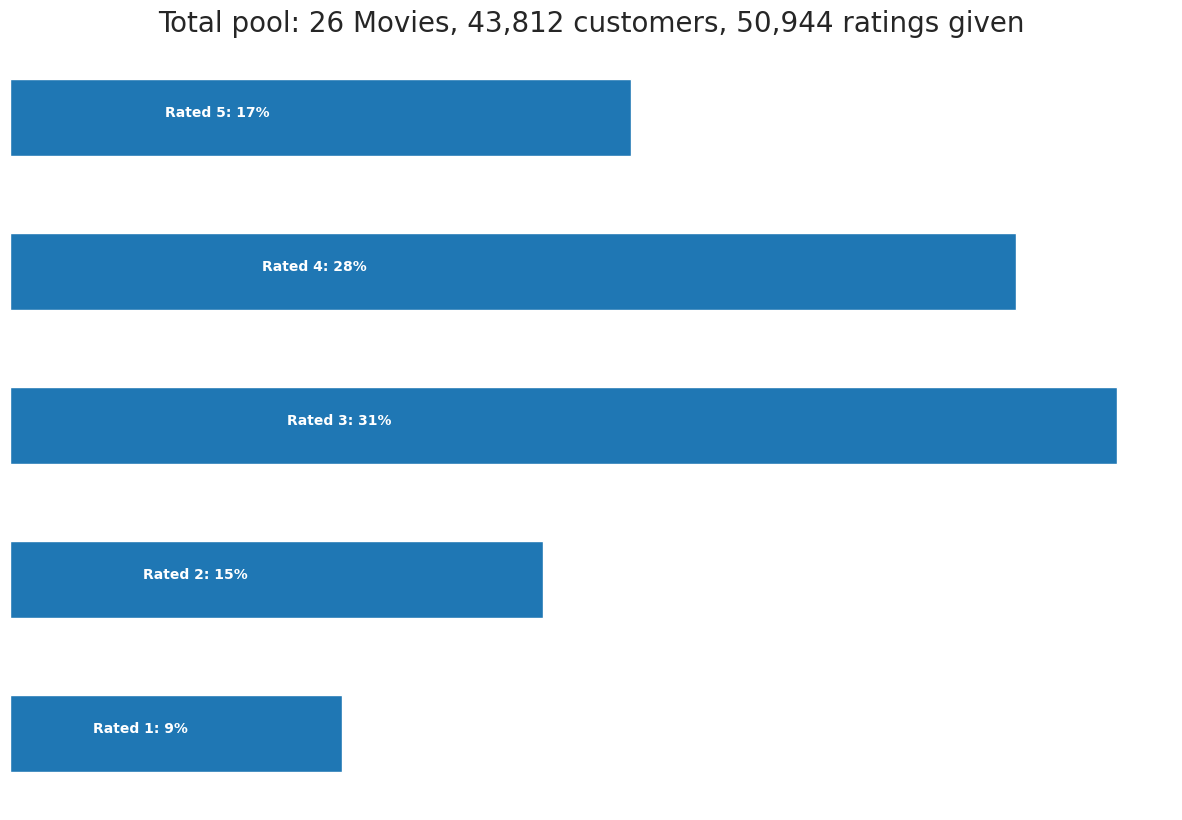 Total pool: 26 Movies, 43,812 customers, 50,944 ratings given
Rated 5: 17%
Rated 4: 28%
Rated 3: 31%
Rated 2: 15%
Rated 1: 9%